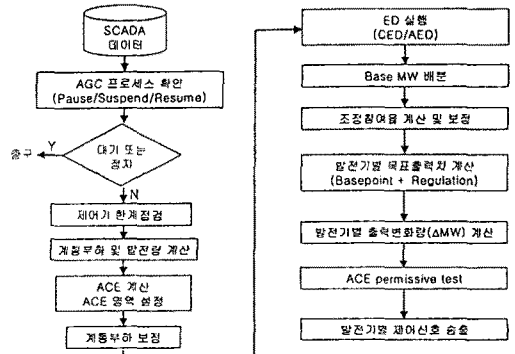 SCADA
데이터
AGC 프로세스 확인
(Pause/Suspend/Resume)
대기 또는
정지
Y
출구
N
제어기 한계점검
계통부하 및 발전량 계산
ACE 계산
ACE 영역 설정
계통부하 보정
ED 실행
(CED/AED)
Base MW 배분
조정참여율 계산 및 보정
발전기별 목표출력치 계산
(Basepoint + Regulation)
발전기별 출력변화량(ΔMW) 계산
ACE permissive test
발전기별 제어신호 송출